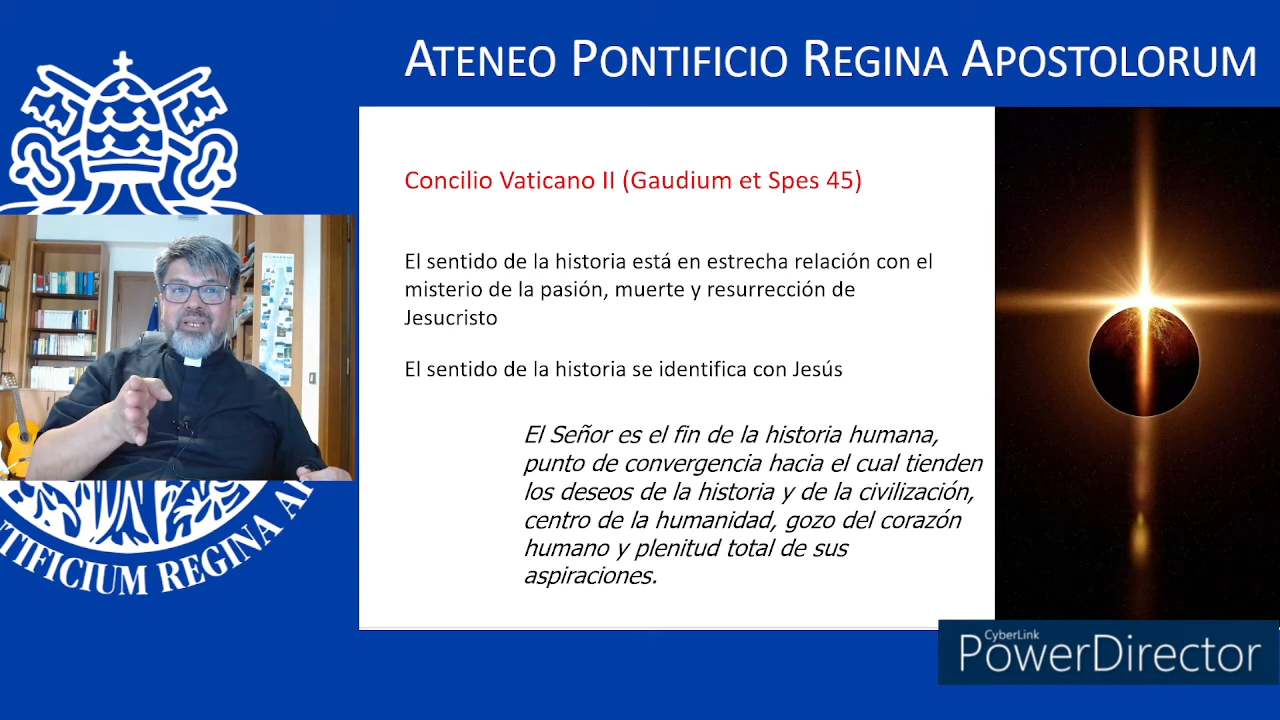 ATENEO PONTIFICIO REGINA APOSTOLORUM
Concilio Vaticano II (Gaudium et Spes 45)
El sentido de la historia está en estrecha relación con el
misterio de la pasión, muerte y resurrección de
Jesucristo
El sentido de la historia se identifica con Jesús
El Señor es el fin de la historia humana,
punto de convergencia hacia el cual tienden
los deseos de la historia y de la civilización,
centro de la humanidad, gozo del corazón
humano y plenitud total de sus
aspiraciones.
TIFICIUM REGINA A
CyberLink
PowerDirector